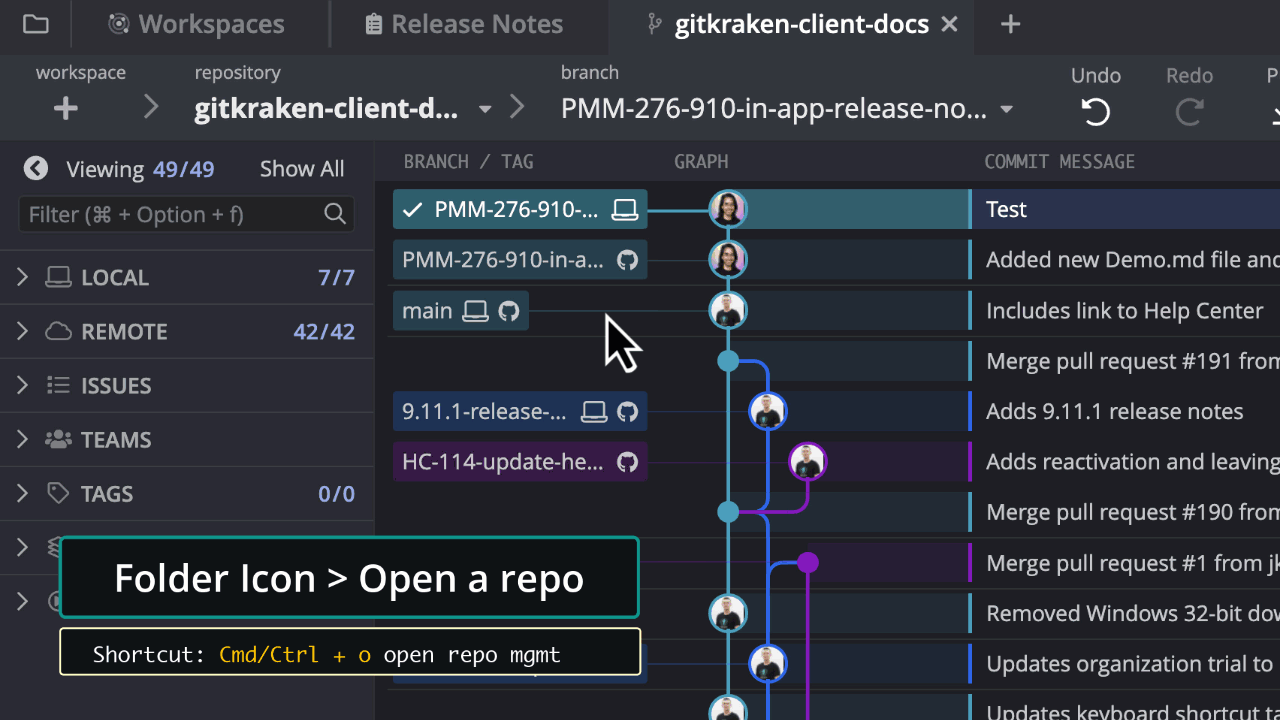 Workspaces
Release Notes
gitkraken-client-docs
workspace
repository
branch
Undo
Redo
gitkraken-client-d...
PMM-276-910-in-app-release-no...
Viewing 49/49
Show All
Filter (⌘ + Option + f)
LOCAL 7/7
REMOTE 42/42
ISSUES
TEAMS
TAGS 0/0
BRANCH / TAG
GRAPH
COMMIT MESSAGE
PMM-276-910-...
Test
PMM-276-910-in-a...
Added new Demo.md file and
main
Includes link to Help Center
Merge pull request #191 from
9.11.1-release-...
Adds 9.11.1 release notes
HC-114-update-he...
Adds reactivation and leaving
Merge pull request #190 from
Merge pull request #1 from jk
Removed Windows 32-bit dow
Updates organization trial to
Updates keyboard shortcut ta
Folder Icon > Open a repo
Shortcut: Cmd/Ctrl + o open repo mgmt